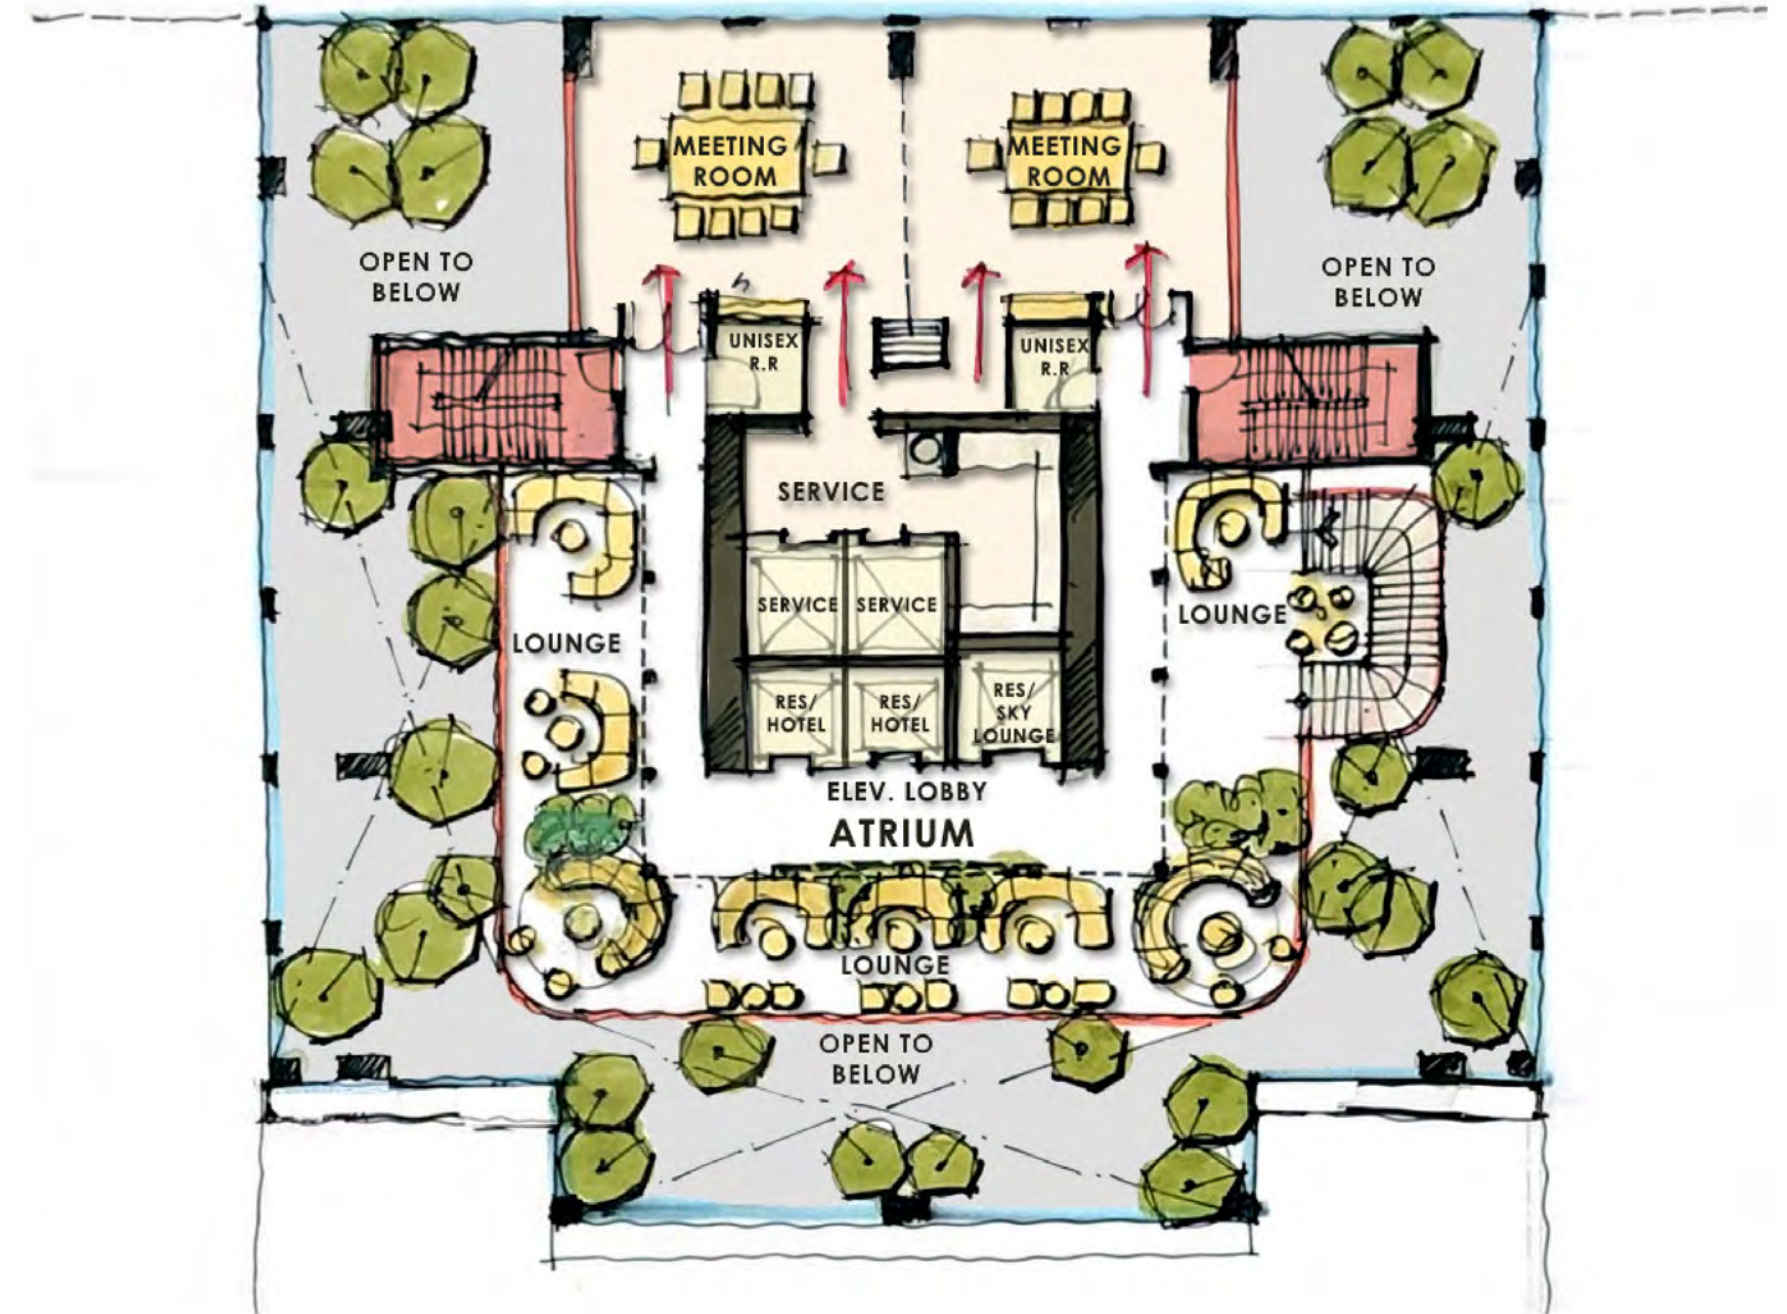 MEETING
ROOM
MEETING
ROOM
OPEN TO
BELOW
OPEN TO
BELOW
UNISEX
R.R
UNISEX
R.R
SERVICE
SERVICE
SERVICE
LOUNGE
LOUNGE
RES/
HOTEL
RES/
HOTEL
RES/
SKY
LOUNGE
ELEV. LOBBY
ATRIUM
LOUNGE
OPEN TO
BELOW